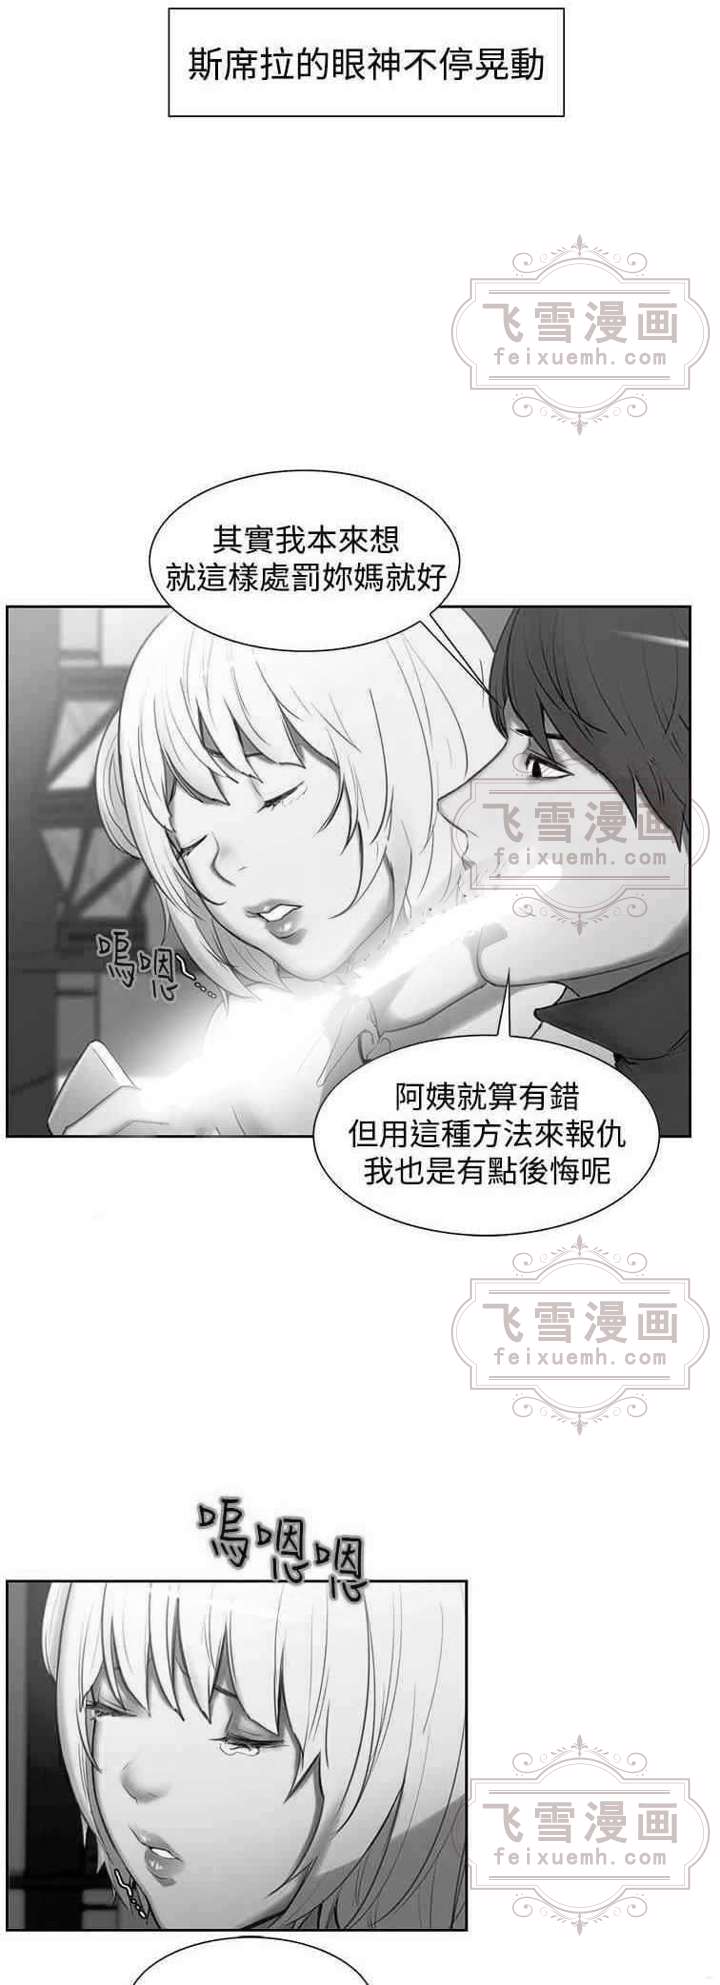 斯席拉的眼神不停晃動
飞雪漫画
feixuemh.com
其實我本來想
就這樣處罰妳媽就好
飞雪漫画
feixuemh.com
嗚嗯
阿姨就算有錯
但用這種方法來報仇
我也是有點後悔呢
飞雪漫画
feixuemh.com
嗚嗯嗯
飞雪漫画
feixuemh.com